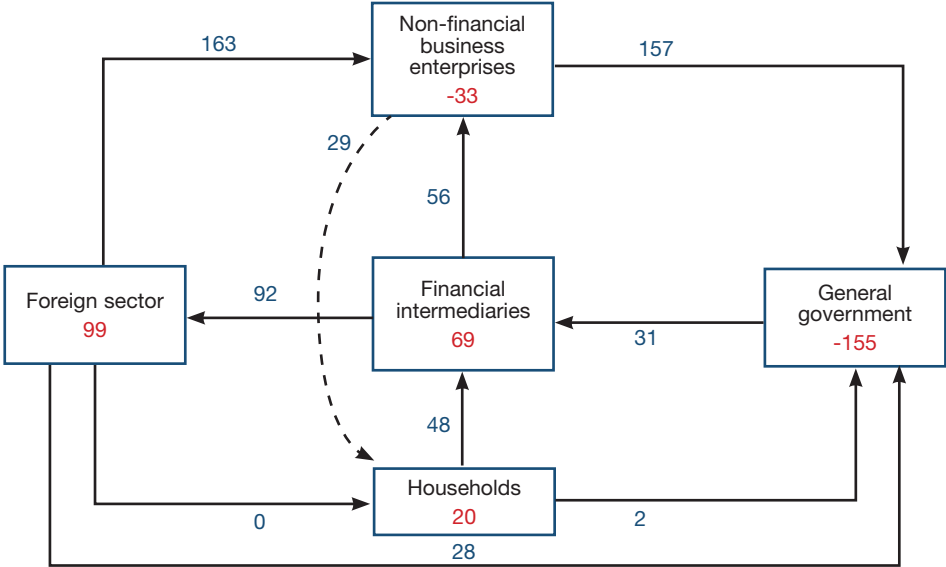 Non-financial
business
enterprises
-33
163
157
29
56
Foreign sector
99
92
Financial
intermediaries
69
31
General
government
-155
48
Households
20
0
2
28